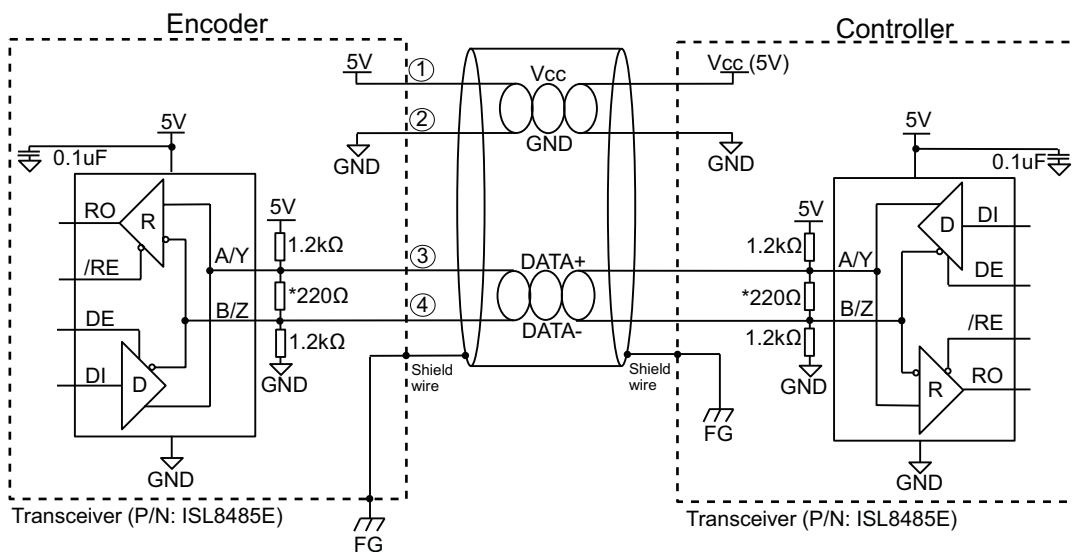 Encoder
Controller
5V
①
Vcc
Vcc (5V)
②
GND
GND
GND
5V
0.1uF
5V
0.1uF
RO
R
/RE
DE
DI
D
A/Y
B/Z
5V
1.2kΩ
*220Ω
1.2kΩ
GND
③
④
DATA+
DATA-
Shield
wire
Shield
wire
5V
1.2kΩ
*220Ω
1.2kΩ
GND
A/Y
B/Z
D
DI
DE
/RE
R
RO
GND
GND
FG
FG
Transceiver (P/N: ISL8485E)
Transceiver (P/N: ISL8485E)